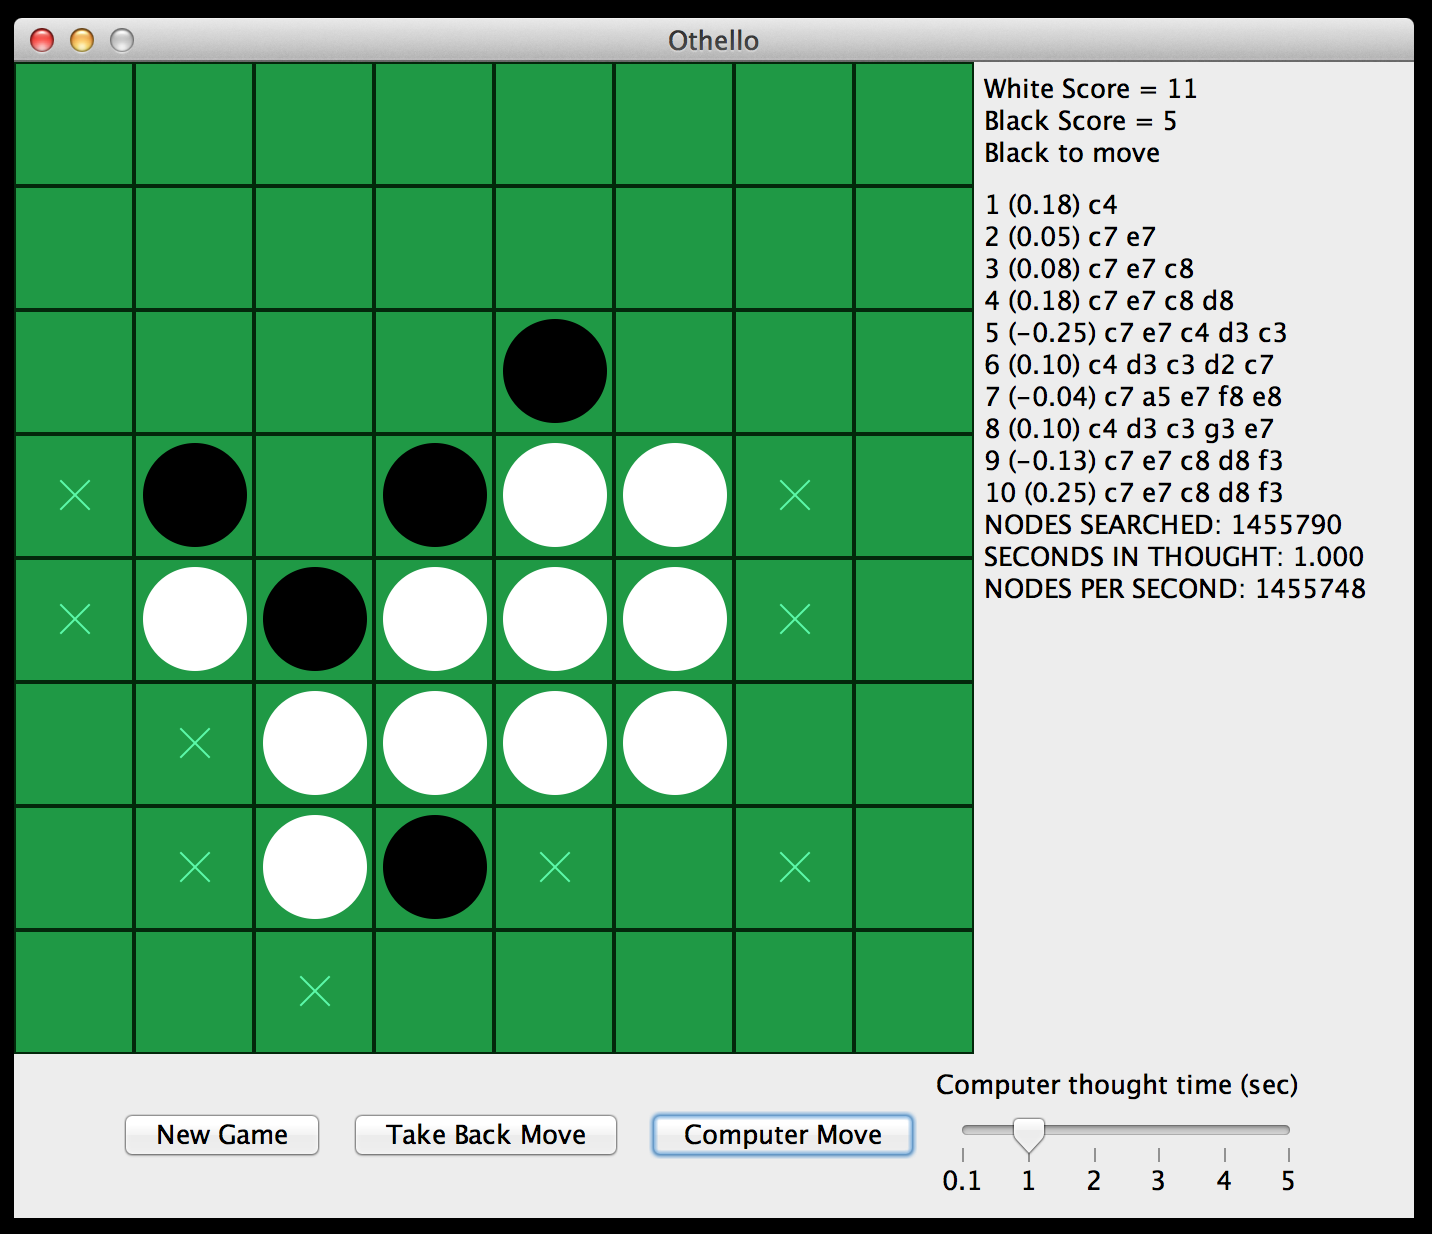 Othello
White Score = 11
Black Score = 5
Black to move
1 (0.18) c4
2 (0.05) c7 e7
3 (0.08) c7 e7 c8
4 (0.18) c7 e7 c8 d8
5 (-0.25) c7 e7 c4 d3 c3
6 (0.10) c4 d3 c3 d2 c7
7 (-0.04) c7 a5 e7 f8 e8
8 (0.10) c4 d3 c3 g3 e7
9 (-0.13) c7 e7 c8 d8 f3
10 (0.25) c7 e7 c8 d8 f3
NODES SEARCHED: 1455790
SECONDS IN THOUGHT: 1.000
NODES PER SECOND: 1455748
Computer thought time (sec)
New Game Take Back Move Computer Move
0.1 1 2 3 4 5